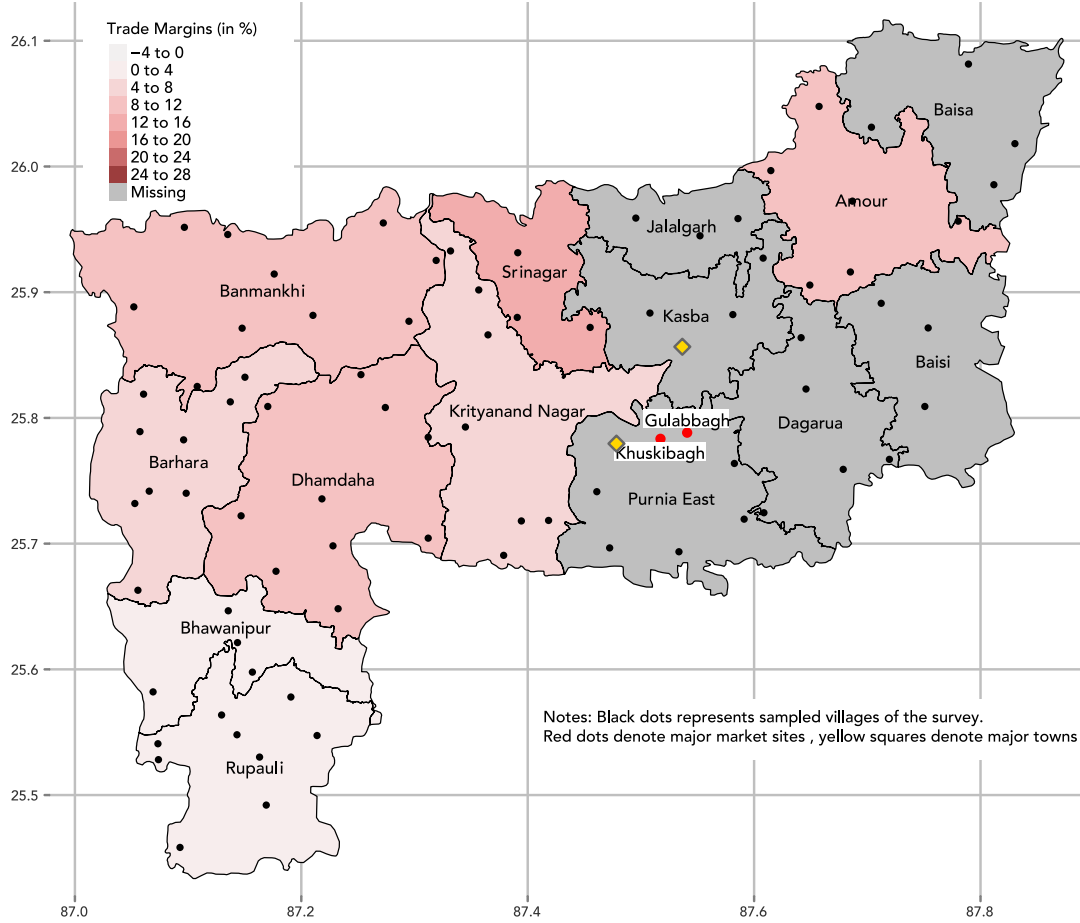 Trade Margins (in %)
−4 to 0
0 to 4
4 to 8
8 to 12
12 to 16
16 to 20
20 to 24
24 to 28
Missing
26.1
26.0
25.9
25.8
25.7
25.6
25.5
Baisa
Amour
Jalalgarh
Srinagar
Banmankhi
Kasba
Baisi
Krityanand Nagar
Gulabbagh
Dagarua
Khuskibagh
Barhara
Dhamdaha
Purnia East
Bhawanipur
Rupauli
Notes: Black dots represents sampled villages of the survey.
Red dots denote major market sites , yellow squares denote major towns
87.0
87.2
87.4
87.6
87.8